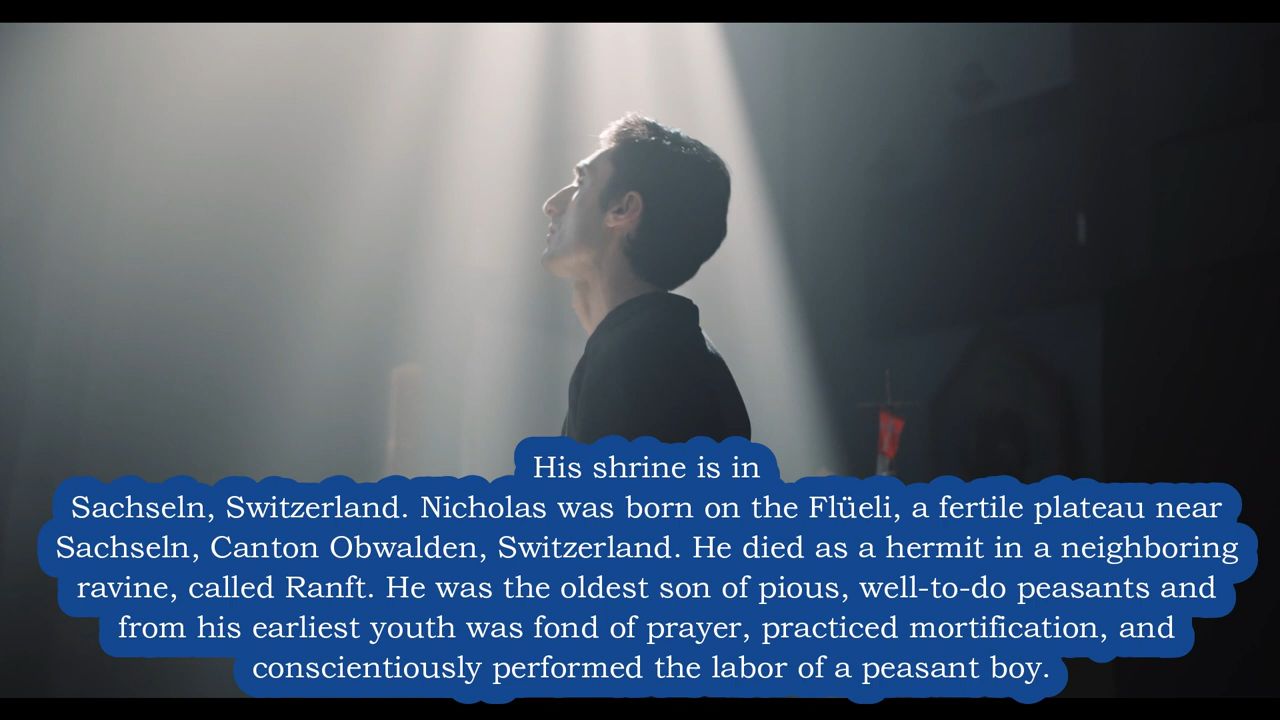 His shrine is in
Sachseln, Switzerland. Nicholas was born on the Flüeli, a fertile plateau near
Sachseln, Canton Obwalden, Switzerland. He died as a hermit in a neighboring
ravine, called Ranft. He was the oldest son of pious, well-to-do peasants and
from his earliest youth was fond of prayer, practiced mortification, and
conscientiously performed the labor of a peasant boy.